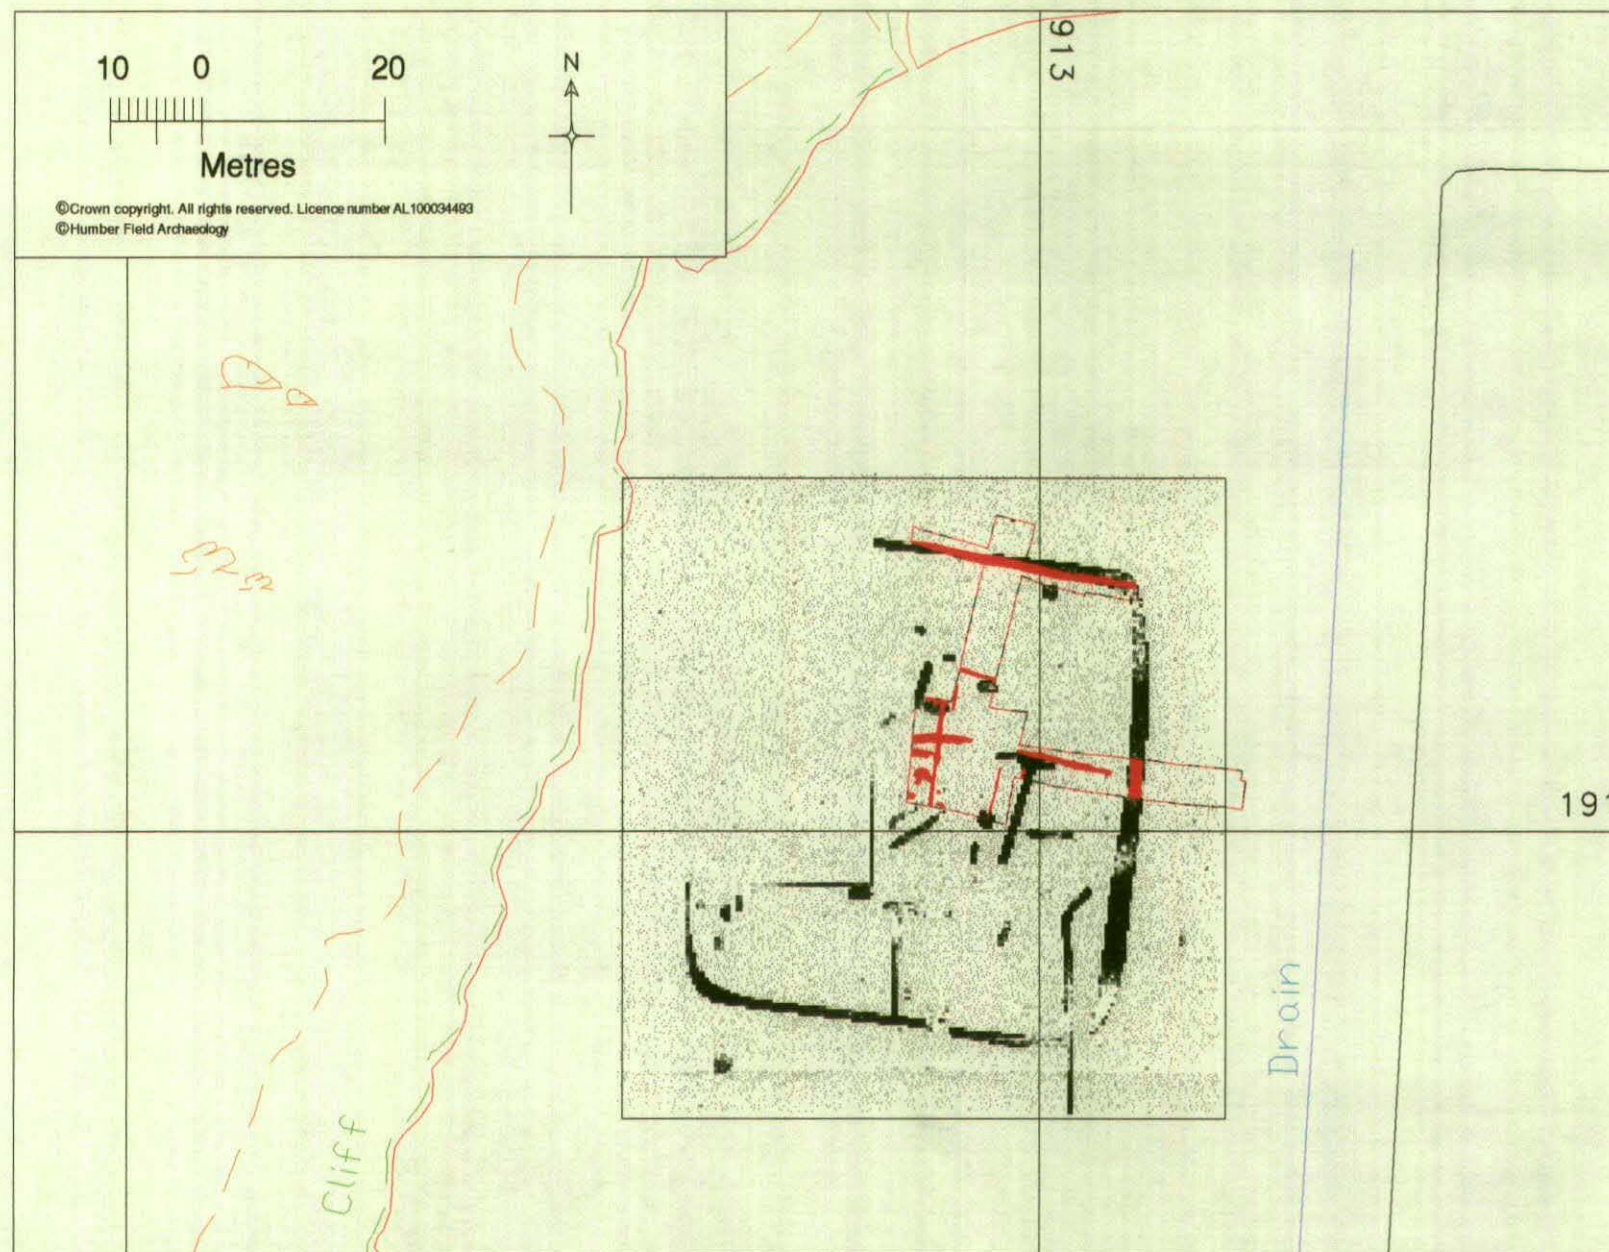 10 0 20
N
Metres
©Crown copyright. All rights reserved. Licence number AL100034493
©Humber Field Archaeology
913
191
Drain
Cliff